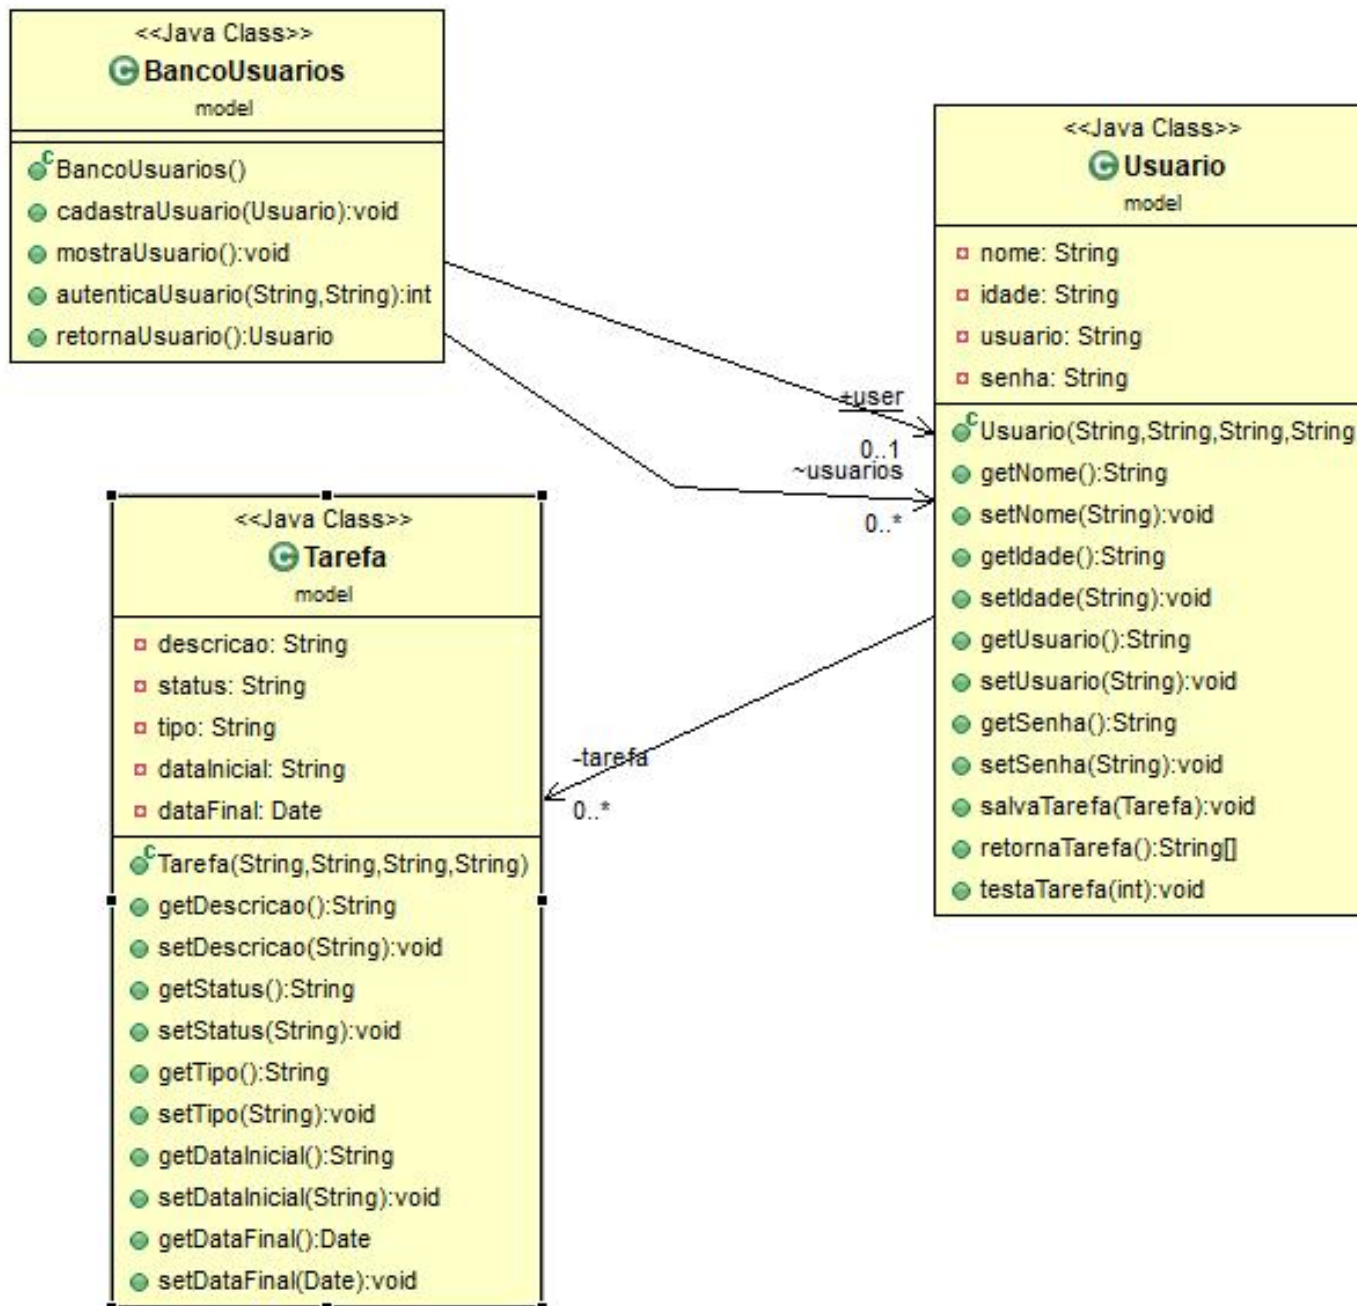 <<Java Class>>
BancoUsuarios
model
BancoUsuarios()
cadastraUsuario(Usuario):void
mostraUsuario():void
autenticaUsuario(String,String):int
retornaUsuario():Usuario
<<Java Class>>
Usuario
model
nome: String
idade: String
usuario: String
senha: String
Usuario(String,String,String,String
getNome():String
setNome(String):void
getIdade():String
setIdade(String):void
getUsuario():String
setUsuario(String):void
getSenha():String
setSenha(String):void
salvaTarefa(Tarefa):void
retornaTarefa():String[]
testaTarefa(int):void
+user
0..1
~usuarios
0..*
<<Java Class>>
Tarefa
model
descricao: String
status: String
tipo: String
dataInicial: String
dataFinal: Date
Tarefa(String,String,String,String)
getDescricao():String
setDescricao(String):void
getStatus():String
setStatus(String):void
getTipo():String
setTipo(String):void
getDataInicial():String
setDataInicial(String):void
getDataFinal():Date
setDataFinal(Date):void
-tarefa
0..*